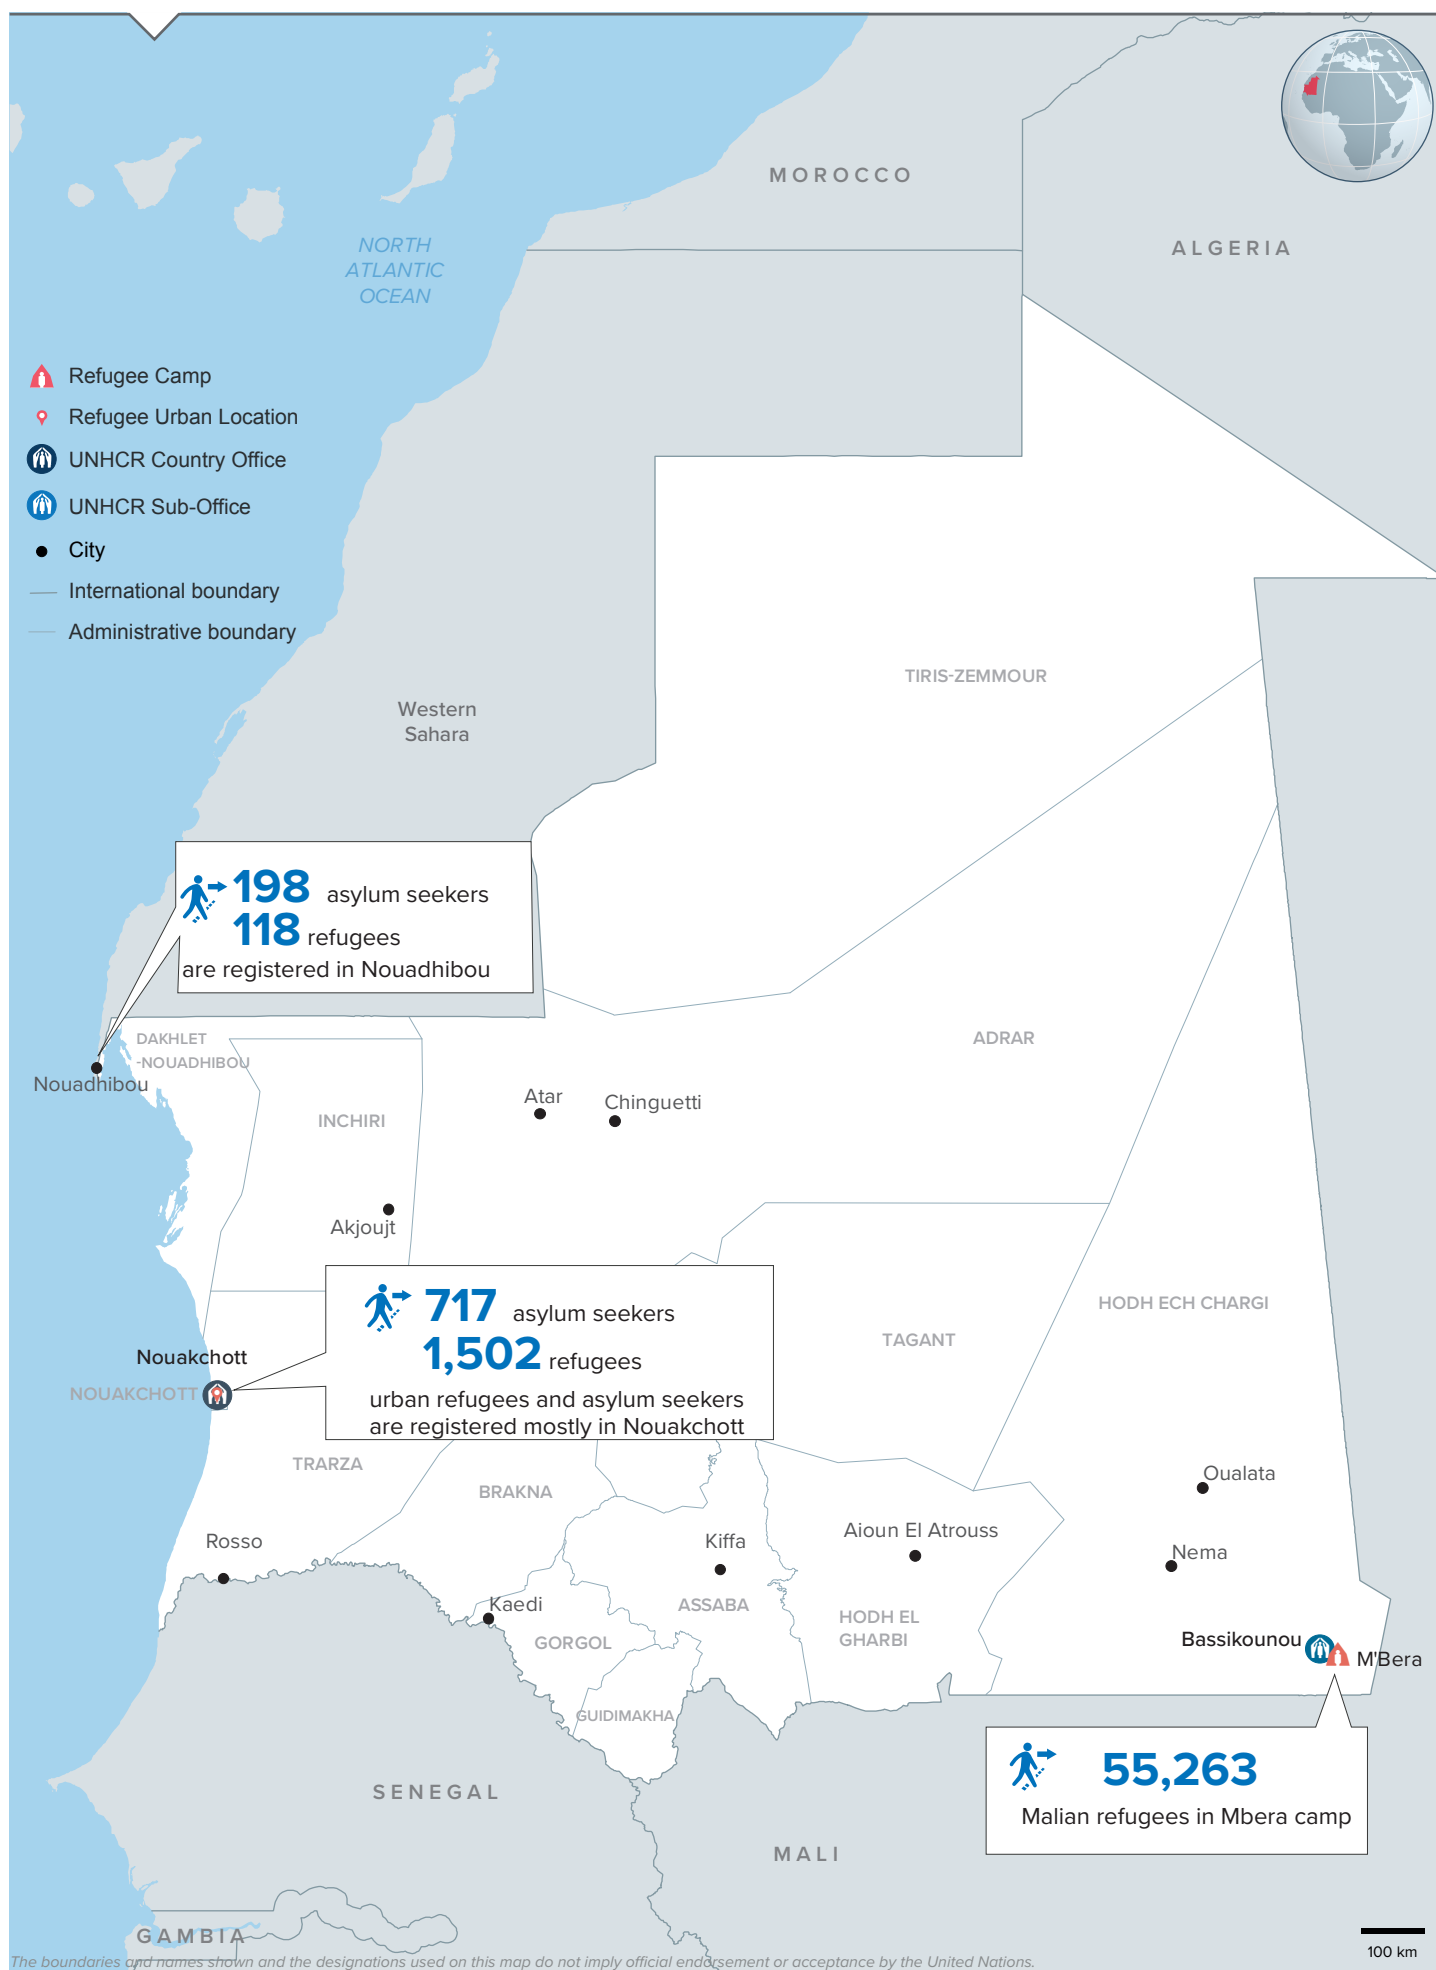 MOROCCO
ALGERIA
NORTH
ATLANTIC
OCEAN
Refugee Camp
Refugee Urban Location
UNHCR Country Office
UNHCR Sub-Office
City
International boundary
Administrative boundary
TIRIS-ZEMMOUR
Western
Sahara
198 asylum seekers
118 refugees
are registered in Nouadhibou
DAKHLET
-NOUADHIBOU
Nouadhibou
ADRAR
Atar
Chinguetti
INCHIRI
Akjoujt
717 asylum seekers
1,502 refugees
urban refugees and asylum seekers
are registered mostly in Nouakchott
HODH ECH CHARGI
TAGANT
Nouakchott
NOUAKCHOTT
TRARZA
BRAKNA
Oualata
Rosso
Kiffa
Aioun El Atrouss
Nema
Kaedi
ASSABA
HODH EL
GHARBI
GORGOL
Bassikounou
M'Bera
GUIDIMAKHA
55,263
Malian refugees in Mbera camp
SENEGAL
MALI
GAMBIA
100 km
The boundaries and names shown and the designations used on this map do not imply official endorsement or acceptance by the United Nations.